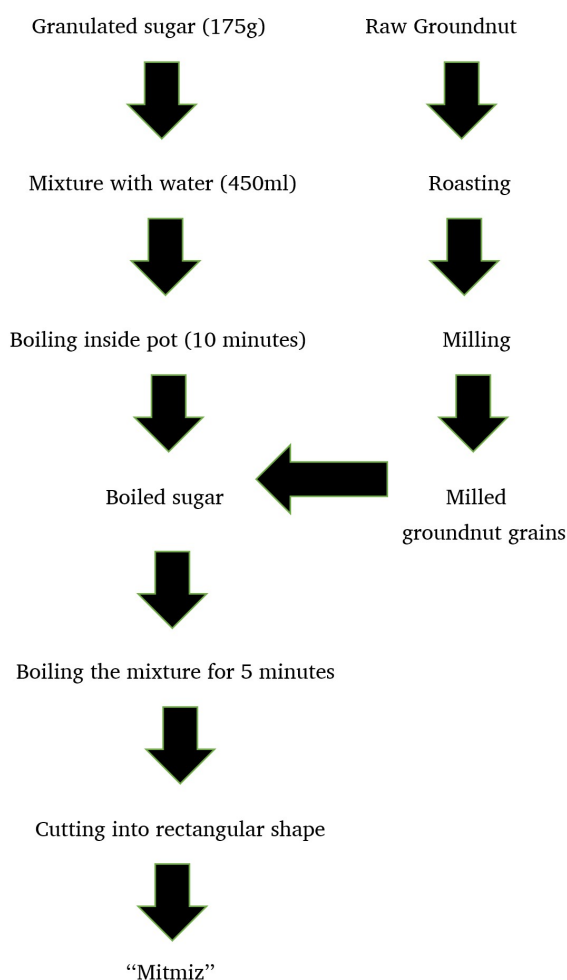 Granulated sugar (175g)
Raw Groundnut
Mixture with water (450ml)
Roasting
Boiling inside pot (10 minutes)
Milling
Boiled sugar
Milled
groundnut grains
Boiling the mixture for 5 minutes
Cutting into rectangular shape
“Mitmiz”